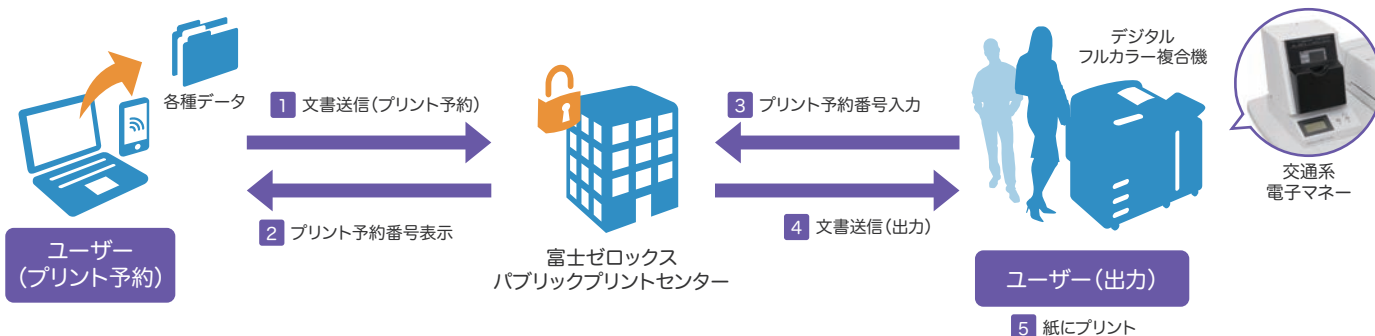 各種データ
1 文書送信(プリント予約)
2 プリント予約番号表示
ユーザー
(プリント予約)
富士ゼロックス
パブリックプリントセンター
3 プリント予約番号入力
4 文書送信(出力)
デジタル
フルカラー複合機
交通系
電子マネー
ユーザー(出力)
5 紙にプリント